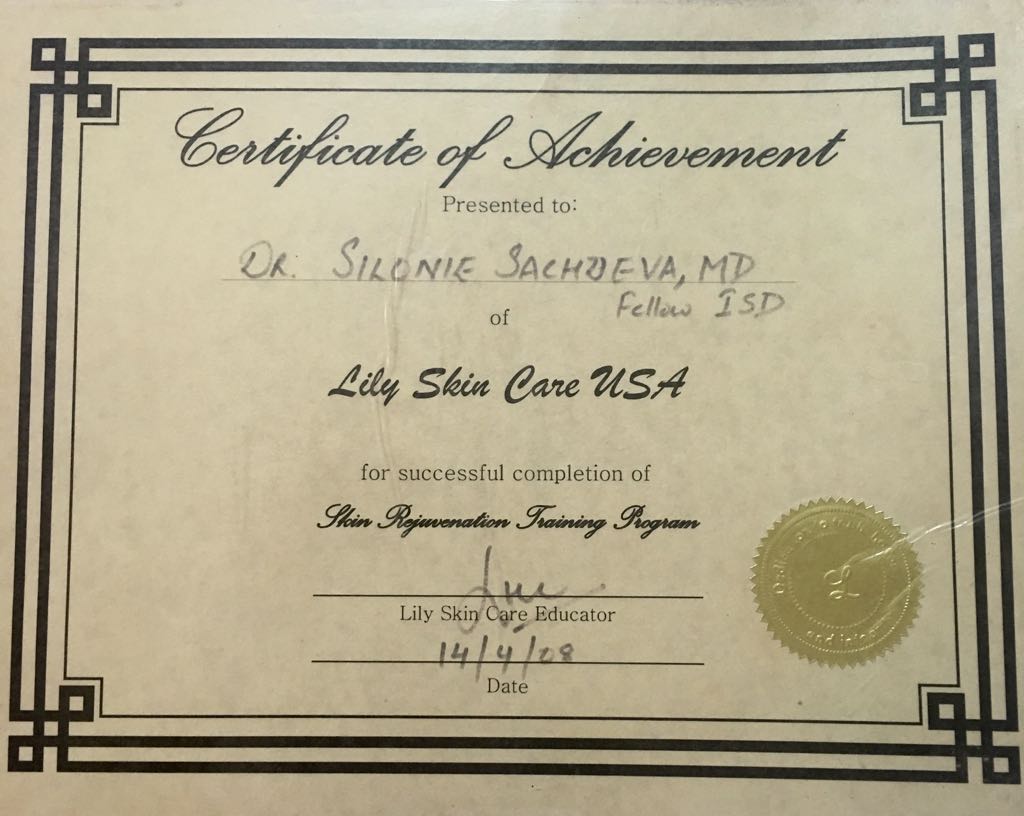 Certificate of Achievement
Presented to:
DR. SILONIE SACHDEVA, MD
Fellow ISD
of
Lily Skin Care USA
for successful completion of
Skin Rejuvenation Training Program
Lily Skin Care Educator
14/4/08
Date
L